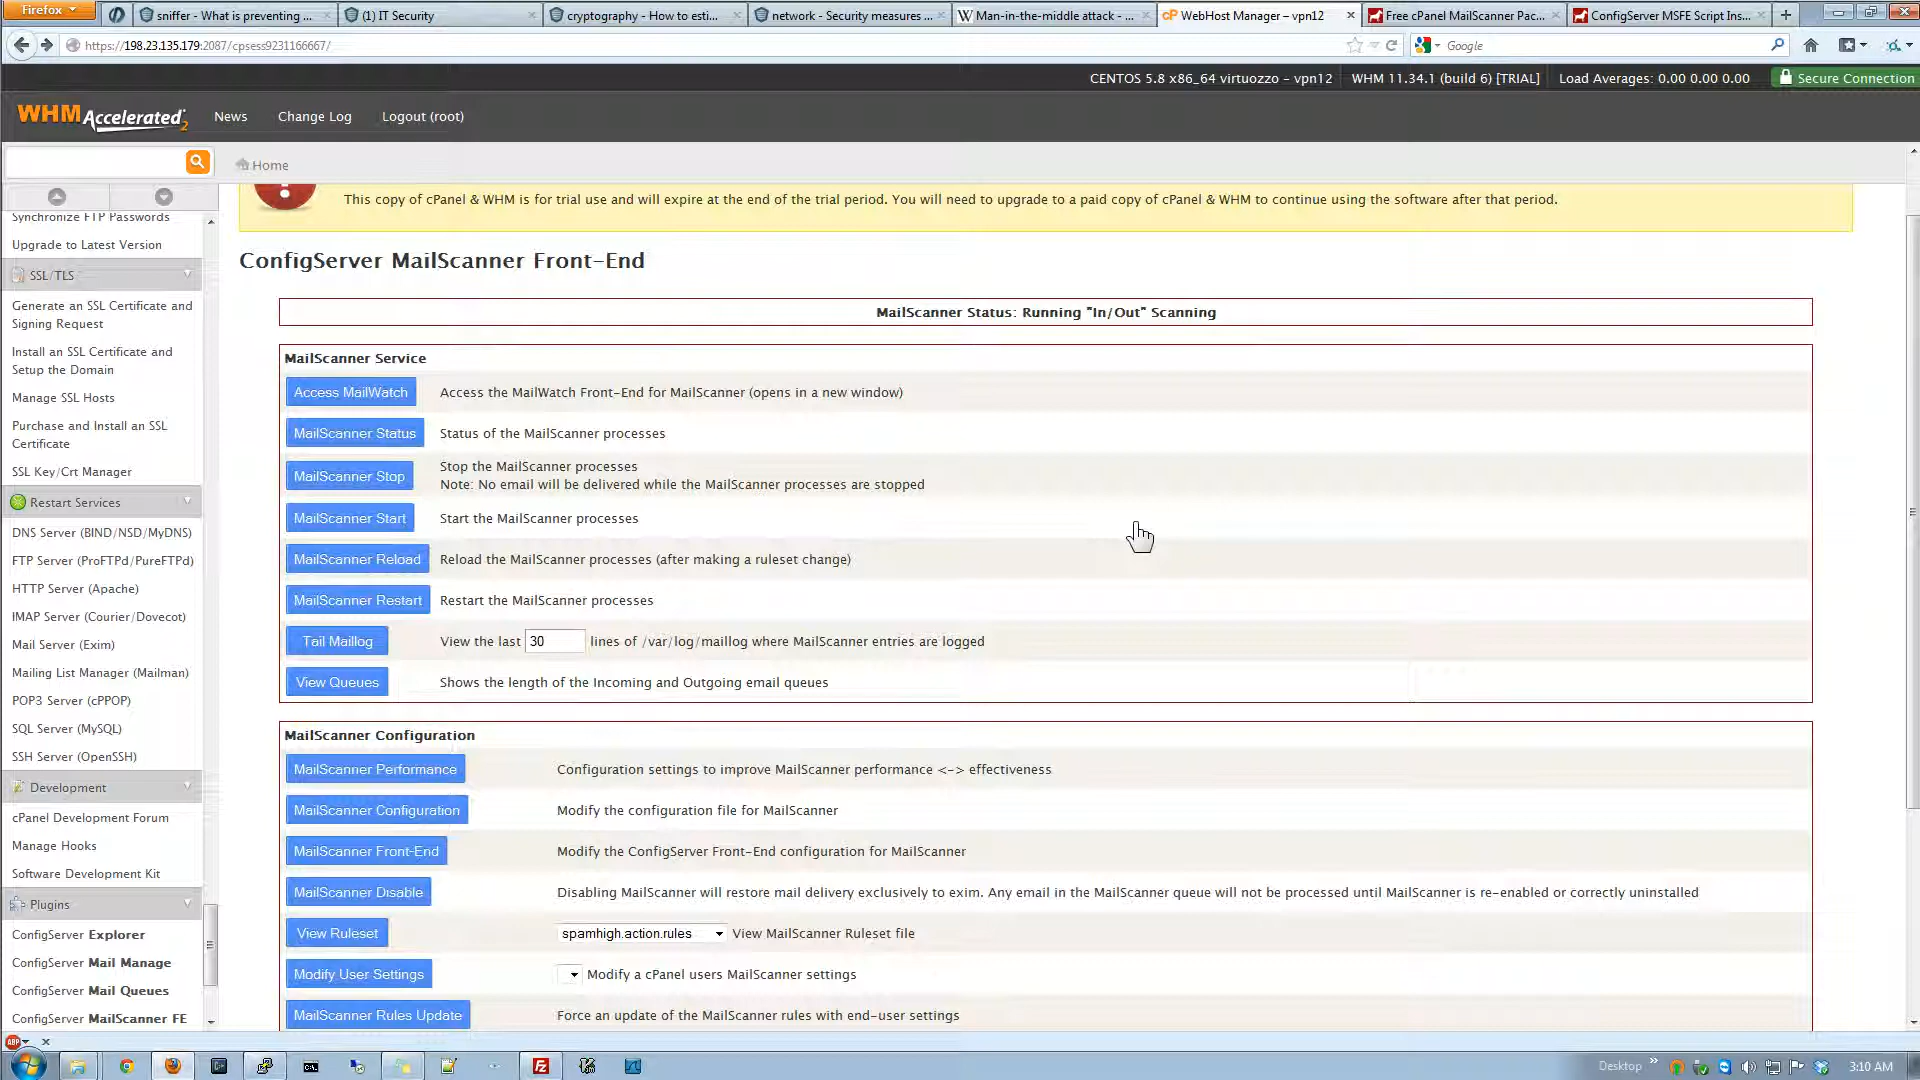 Firefox
sniffer - What is preventing ...
(1) IT Security
cryptography - How to esti...
network - Security measures ...
Man-in-the-middle attack - ...
WebHost Manager – vpn12
Free cPanel MailScanner Pac...
ConfigServer MSFE Script Ins...
https://198.23.135.179:2087/cpsess9231166667/
Google
CENTOS 5.8 x86_64 virtuozzo – vpn12 WHM 11.34.1 (build 6) [TRIAL] Load Averages: 0.00 0.00 0.00 Secure Connection
WHM Accelerated2 News Change Log Logout (root)
Home
This copy of cPanel & WHM is for trial use and will expire at the end of the trial period. You will need to upgrade to a paid copy of cPanel & WHM to continue using the software after that period.
Synchronize FTP Passwords
Upgrade to Latest Version
SSL/TLS
Generate an SSL Certificate and
Signing Request
Install an SSL Certificate and
Setup the Domain
Manage SSL Hosts
Purchase and Install an SSL
Certificate
SSL Key/Crt Manager
Restart Services
DNS Server (BIND/NSD/MyDNS)
FTP Server (ProFTPd/PureFTPd)
HTTP Server (Apache)
IMAP Server (Courier/Dovecot)
Mail Server (Exim)
Mailing List Manager (Mailman)
POP3 Server (cPPOP)
SQL Server (MySQL)
SSH Server (OpenSSH)
Development
cPanel Development Forum
Manage Hooks
Software Development Kit
Plugins
ConfigServer Explorer
ConfigServer Mail Manage
ConfigServer Mail Queues
ConfigServer MailScanner FE
ConfigServer MailScanner Front–End
MailScanner Status: Running "In/Out" Scanning
MailScanner Service
Access MailWatch Access the MailWatch Front–End for MailScanner (opens in a new window)
MailScanner Status Status of the MailScanner processes
MailScanner Stop Stop the MailScanner processes
Note: No email will be delivered while the MailScanner processes are stopped
MailScanner Start Start the MailScanner processes
MailScanner Reload Reload the MailScanner processes (after making a ruleset change)
MailScanner Restart Restart the MailScanner processes
Tail Maillog View the last 30 lines of /var/log/maillog where MailScanner entries are logged
View Queues Shows the length of the Incoming and Outgoing email queues
MailScanner Configuration
MailScanner Performance Configuration settings to improve MailScanner performance <–> effectiveness
MailScanner Configuration Modify the configuration file for MailScanner
MailScanner Front-End Modify the ConfigServer Front–End configuration for MailScanner
MailScanner Disable Disabling MailScanner will restore mail delivery exclusively to exim. Any email in the MailScanner queue will not be processed until MailScanner is re–enabled or correctly uninstalled
View Ruleset spamhigh.action.rules View MailScanner Ruleset file
Modify User Settings Modify a cPanel users MailScanner settings
MailScanner Rules Update Force an update of the MailScanner rules with end–user settings
ABP
Desktop 3:10 AM